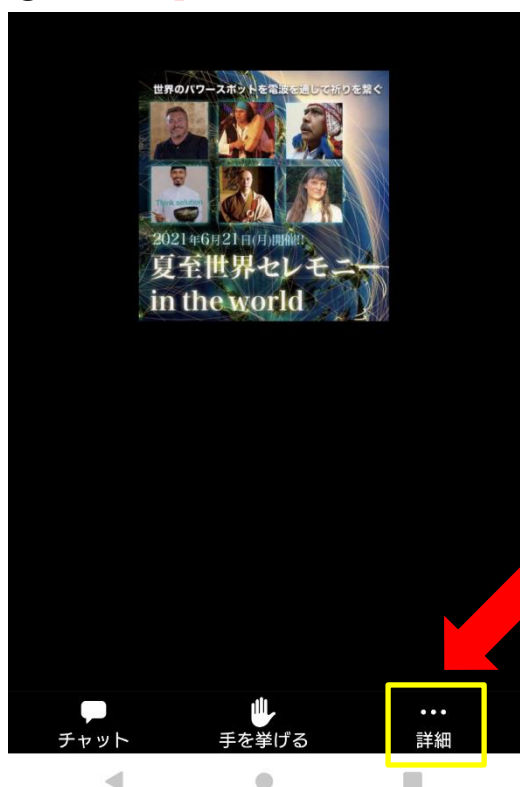 世界のパワースポットを電波を通じて祈りを繋ぐ
Think solution
2021年6月21日(月)開催!!
夏至世界セレモニー
in the world
チャット
手を挙げる
詳細